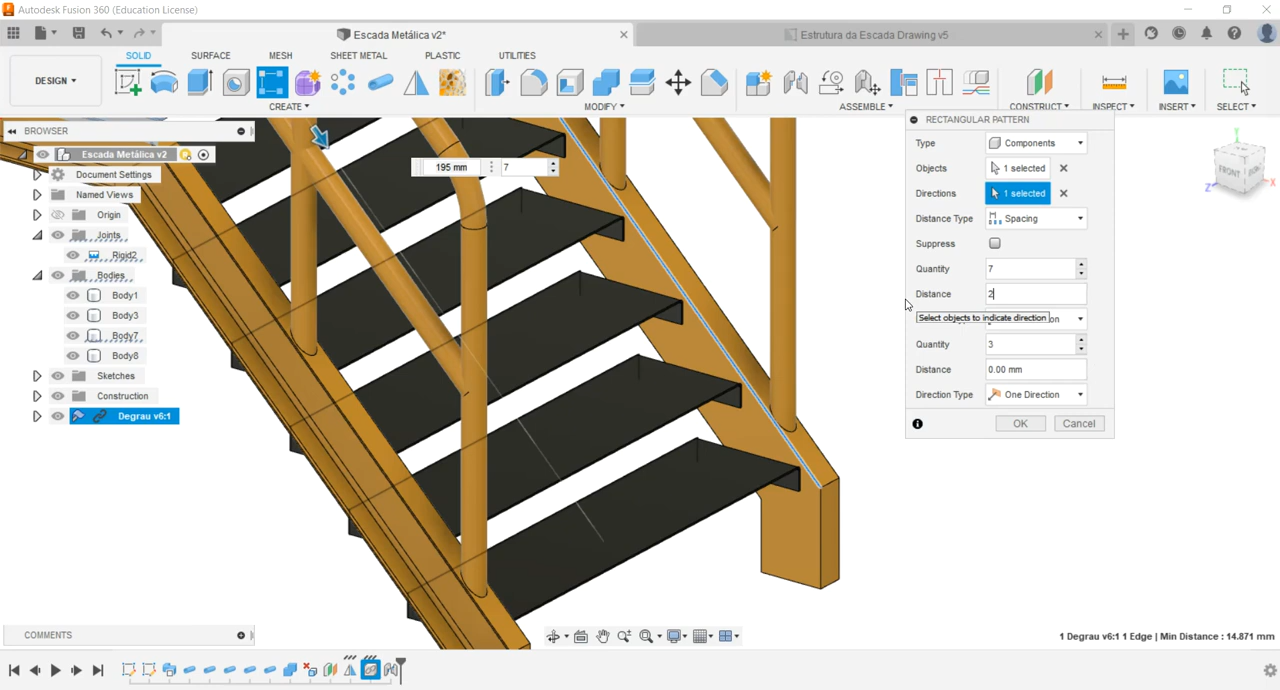 Autodesk Fusion 360 (Education License)
Escada Metálica v2*
Estrutura da Escada Drawing v5
DESIGN
SOLID
SURFACE
MESH
SHEET METAL
PLASTIC
UTILITIES
CREATE
MODIFY
ASSEMBLE
CONSTRUCT
INSPECT
INSERT
SELECT
BROWSER
Escada Metálica v2
Document Settings
Named Views
Origin
Joints
Rigid2
Bodies
Body1
Body3
Body7
Body8
Sketches
Construction
Degrau v6:1
195 mm
7
RECTANGULAR PATTERN
Type Components
Objects 1 selected
Directions 1 selected
Distance Type Spacing
Suppress
Quantity 7
Distance 2
Select objects to indicate direction
Quantity 3
Distance 0.00 mm
Direction Type One Direction
OK Cancel
FRONT
X
Y
Z
COMMENTS
1 Degrau v6:1 1 Edge | Min Distance : 14.871 mm